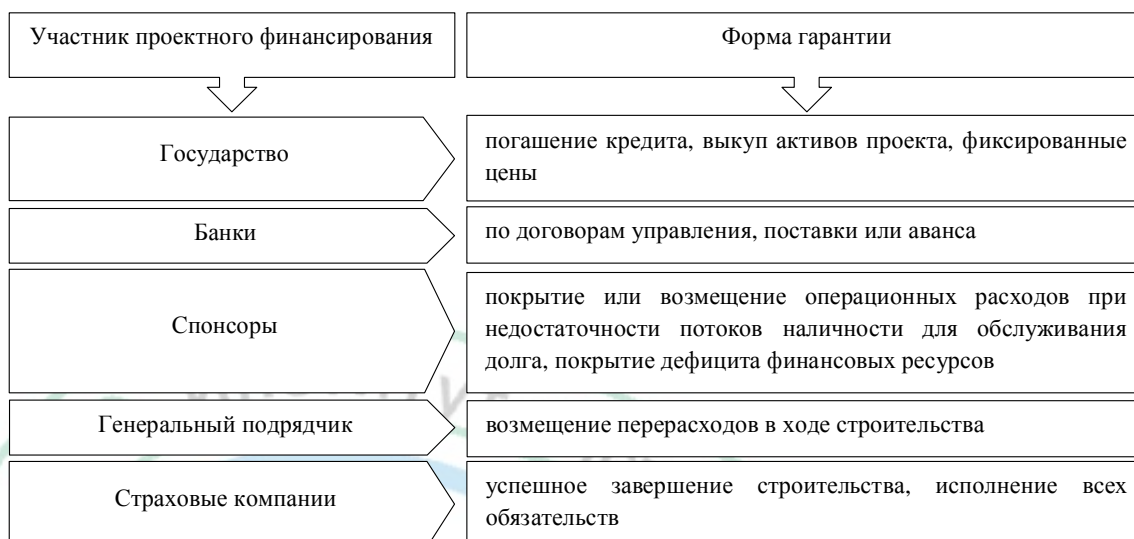 Участник проектного финансирования
Форма гарантии
Государство
погашение кредита, выкуп активов проекта, фиксированные
цены
Банки
по договорам управления, поставки или аванса
Спонсоры
покрытие или возмещение операционных расходов при
недостаточности потоков наличности для обслуживания
долга, покрытие дефицита финансовых ресурсов
Генеральный подрядчик
возмещение перерасходов в ходе строительства
Страховые компании
успешное завершение строительства, исполнение всех
обязательств